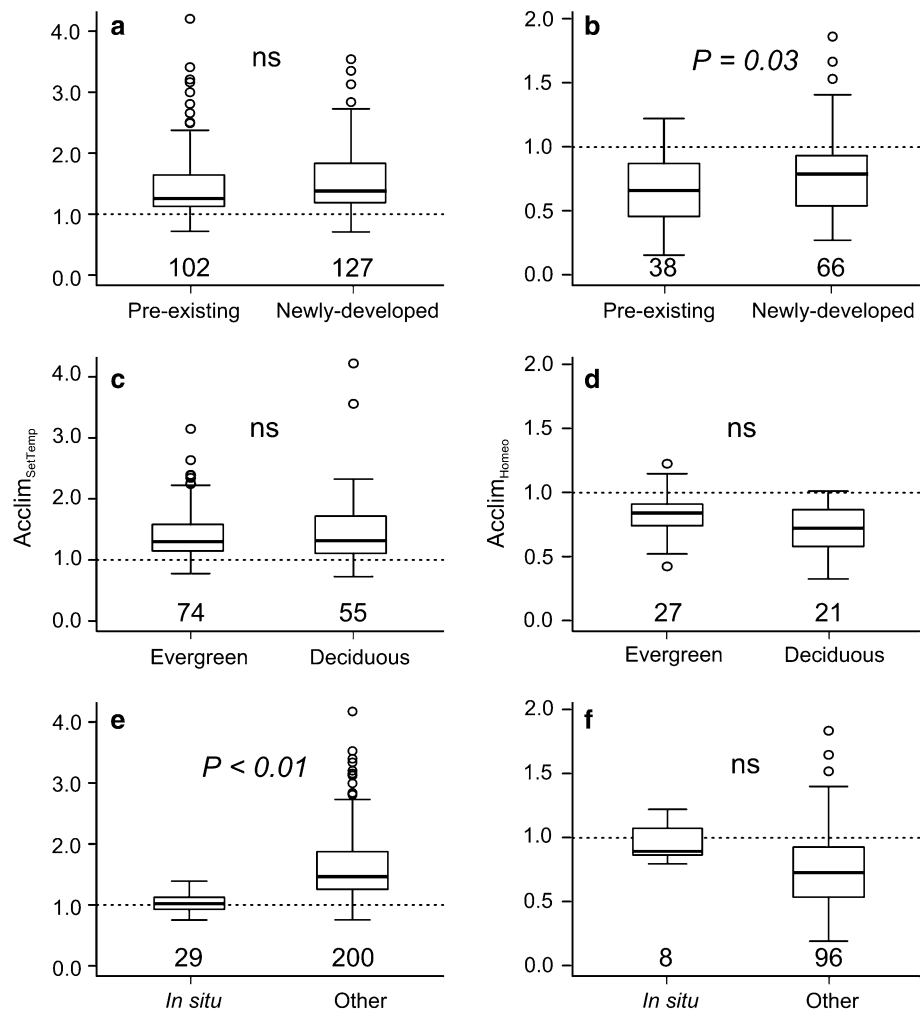 a
ns
4.0
3.0
2.0
1.0
0.0
102
127
Pre-existing
Newly-developed
b
P = 0.03
2.0
1.5
1.0
0.5
0.0
38
66
Pre-existing
Newly-developed
c
ns
4.0
3.0
2.0
1.0
0.0
AcclimSetTemp
74
55
Evergreen
Deciduous
d
ns
2.0
1.5
1.0
0.5
0.0
AcclimHomeo
27
21
Evergreen
Deciduous
e
P < 0.01
4.0
3.0
2.0
1.0
0.0
29
200
In situ
Other
f
ns
2.0
1.5
1.0
0.5
0.0
8
96
In situ
Other